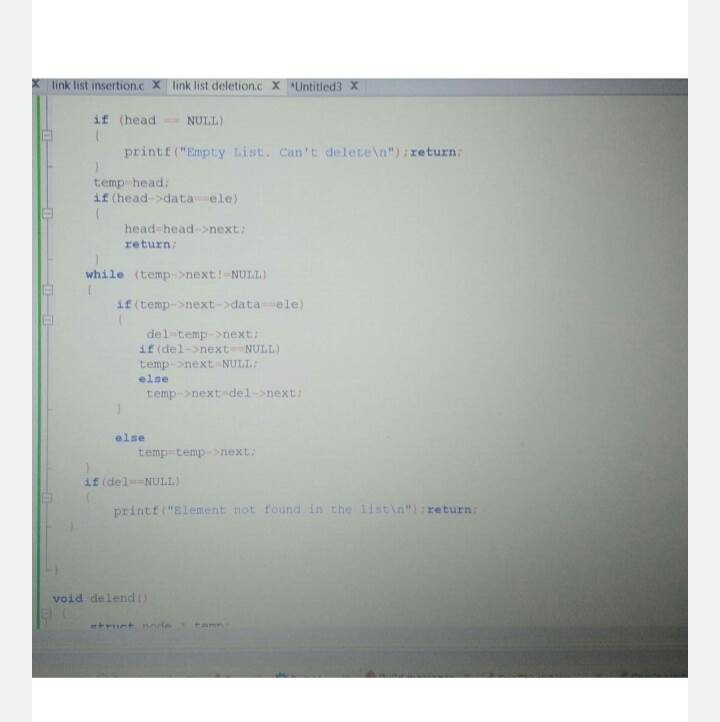 link list insertion.c X link list deletion.c X *Untitled3 X
if (head == NULL)
{
printf("Empty List. Can't delete\n");return;
}
temp=head;
if(head->data==ele)
{
head=head->next;
return;
}
while (temp->next!=NULL)
{
if(temp->next->data==ele)
{
del=temp->next;
if(del->next==NULL)
temp->next=NULL;
else
temp->next=del->next;
}
else
temp=temp->next;
}
if(del==NULL)
{
printf("Element not found in the list\n");return;
}
}
void delend()
{
struct node * temp;